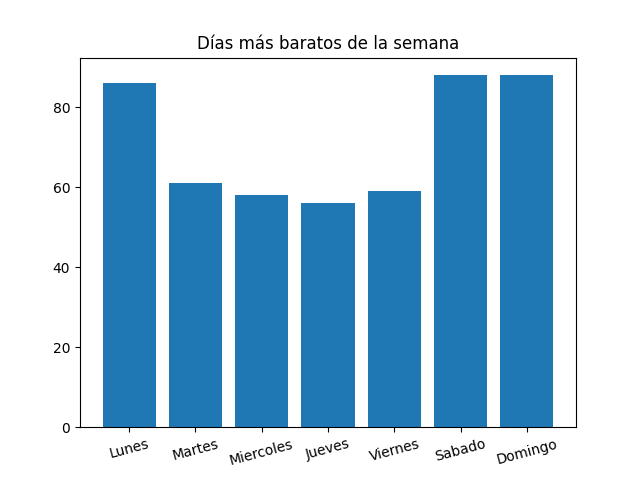 Días más baratos de la semana
80
60
40
20
0
Lunes
Martes
Miercoles
Jueves
Viernes
Sabado
Domingo